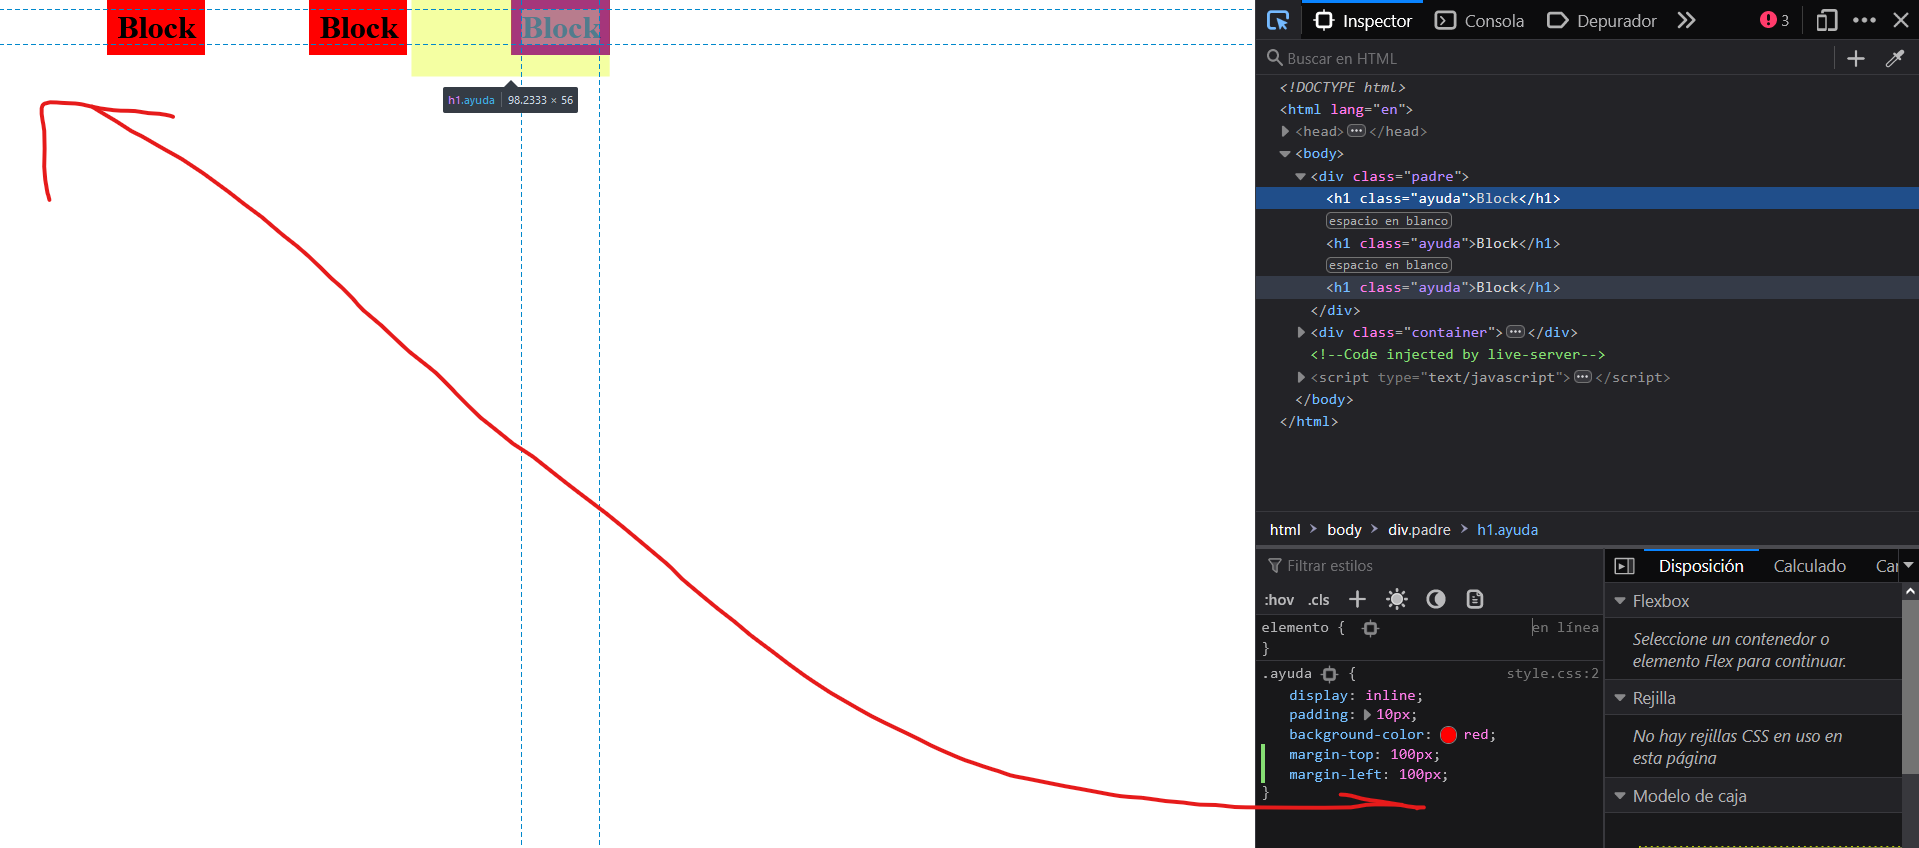 Block Block Block
h1.ayuda 98.2333 × 56
Inspector Consola Depurador 3
Buscar en HTML
<!DOCTYPE html>
<html lang="en">
<head> ••• </head>
<body>
<div class="padre">
<h1 class="ayuda">Block</h1>
espacio en blanco
<h1 class="ayuda">Block</h1>
espacio en blanco
<h1 class="ayuda">Block</h1>
</div>
<div class="container"> ••• </div>
<!--Code injected by live-server-->
<script type="text/javascript"> ••• </script>
</body>
</html>
html > body > div.padre > h1.ayuda
Filtrar estilos
:hov .cls +
elemento { en línea
}
.ayuda { style.css:2
display: inline;
padding: 10px;
background-color: red;
margin-top: 100px;
margin-left: 100px;
}
Disposición Calculado Ca
Flexbox
Seleccione un contenedor o
elemento Flex para continuar.
Rejilla
No hay rejillas CSS en uso en
esta página
Modelo de caja